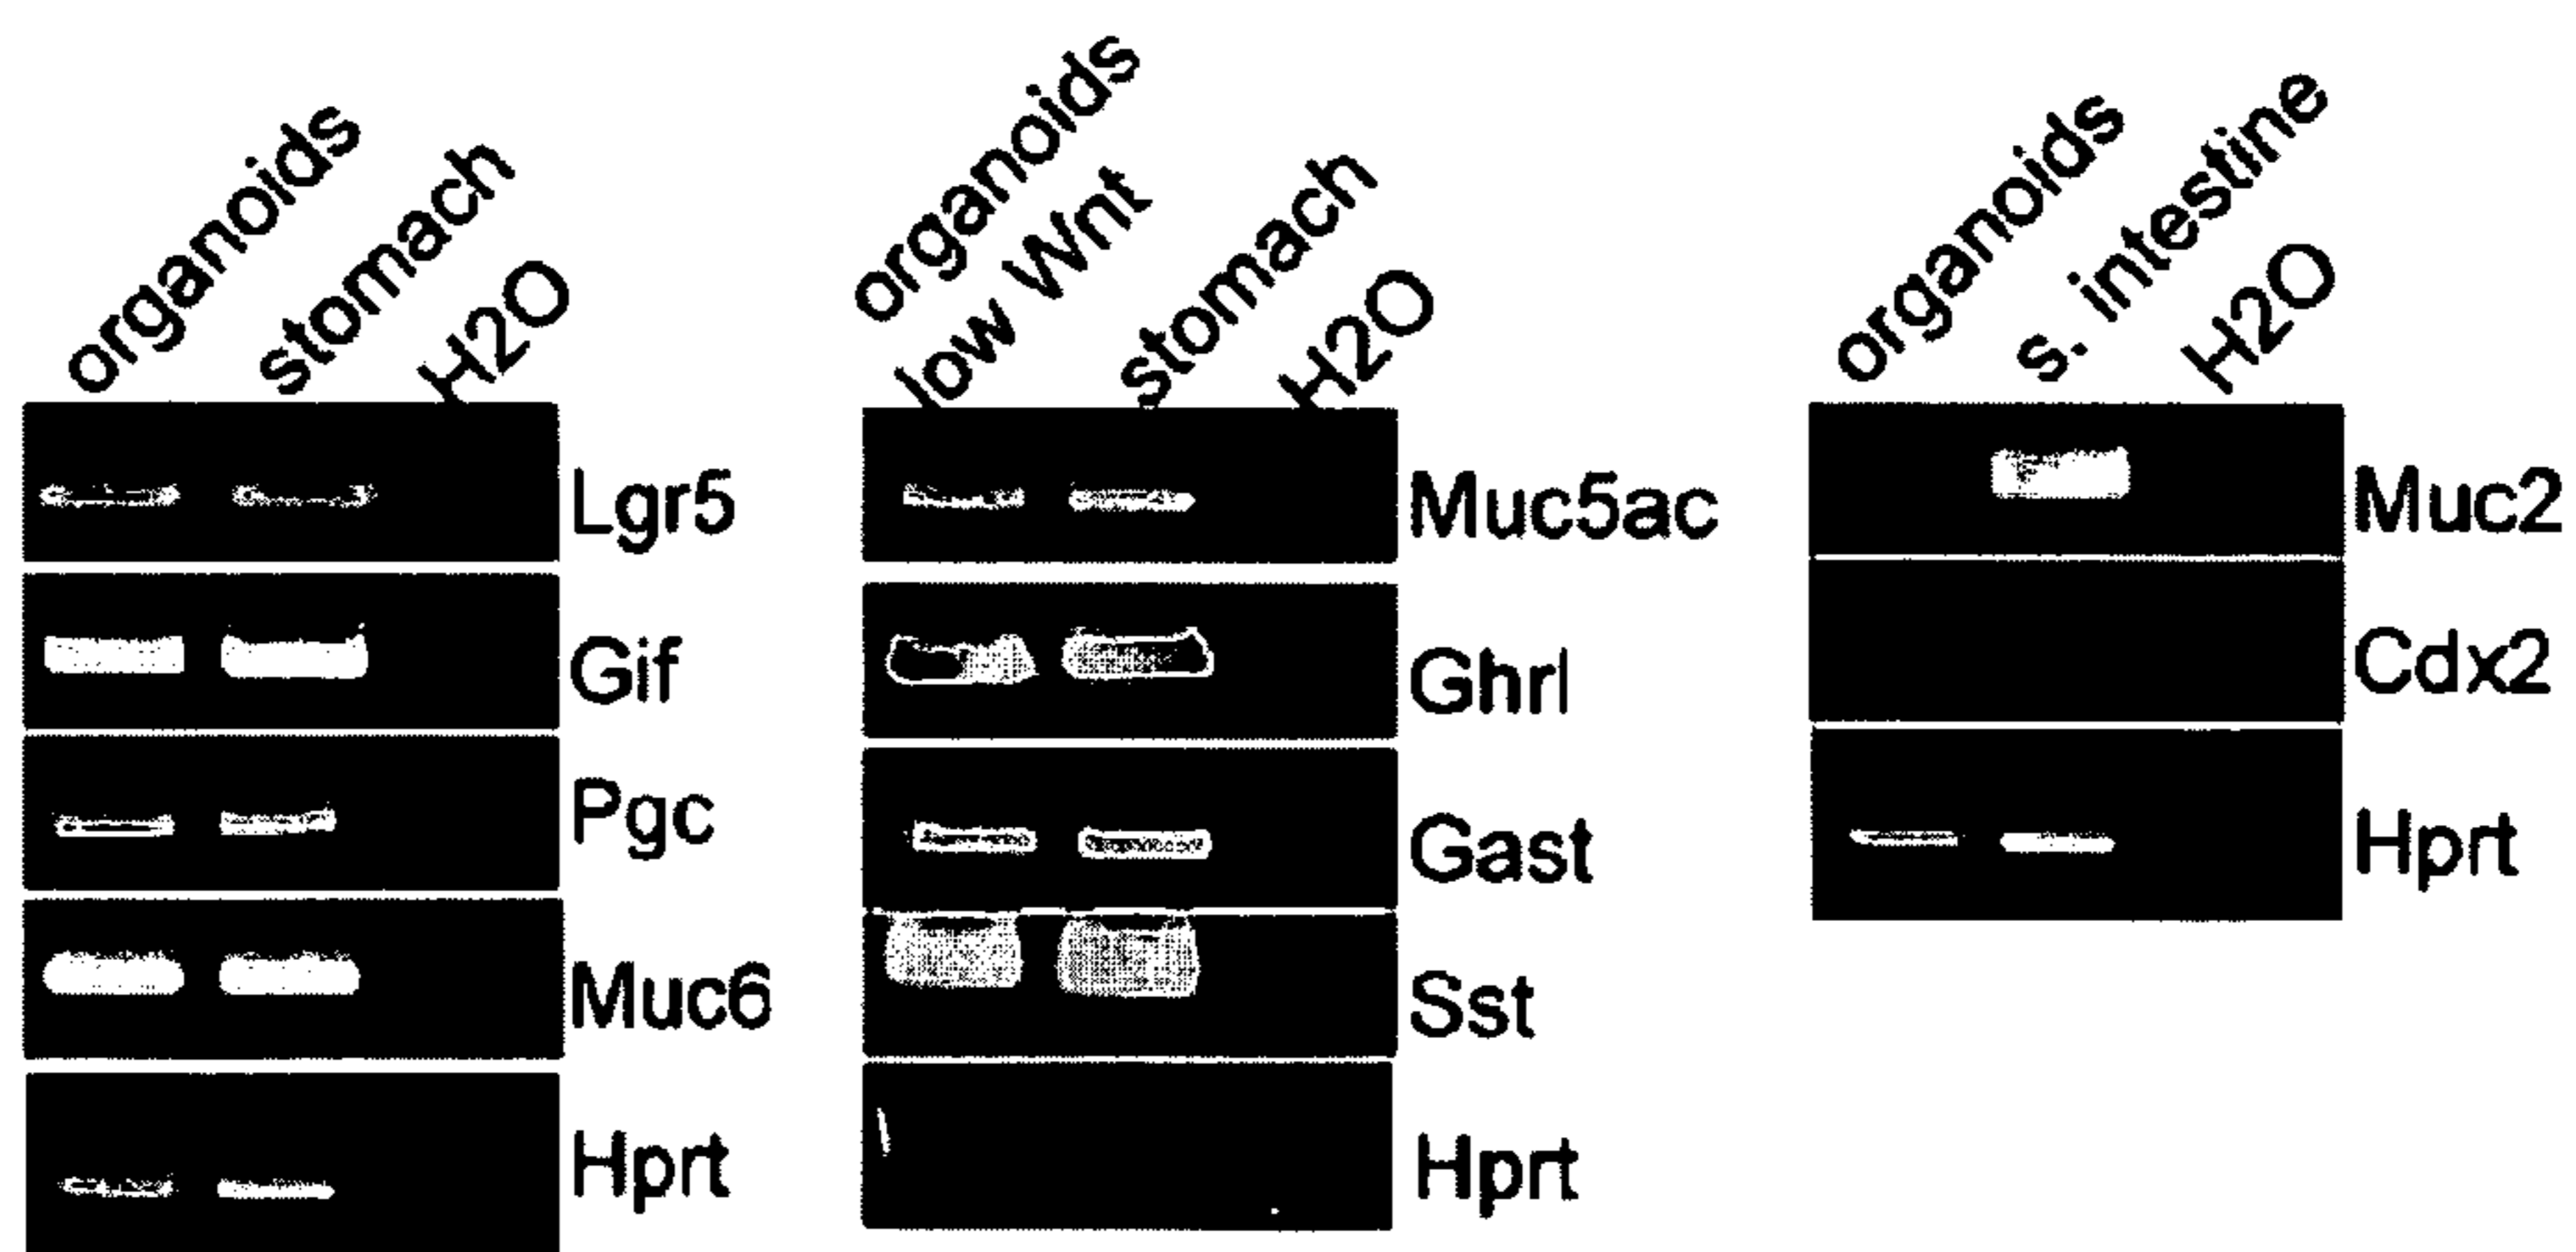 organoids
stomach
H2O
Lgr5
Gif
Pgc
Muc6
Hprt
organoids
low Wnt
stomach
H2O
Muc5ac
Ghrl
Gast
Sst
Hprt
organoids
s. intestine
H2O
Muc2
Cdx2
Hprt